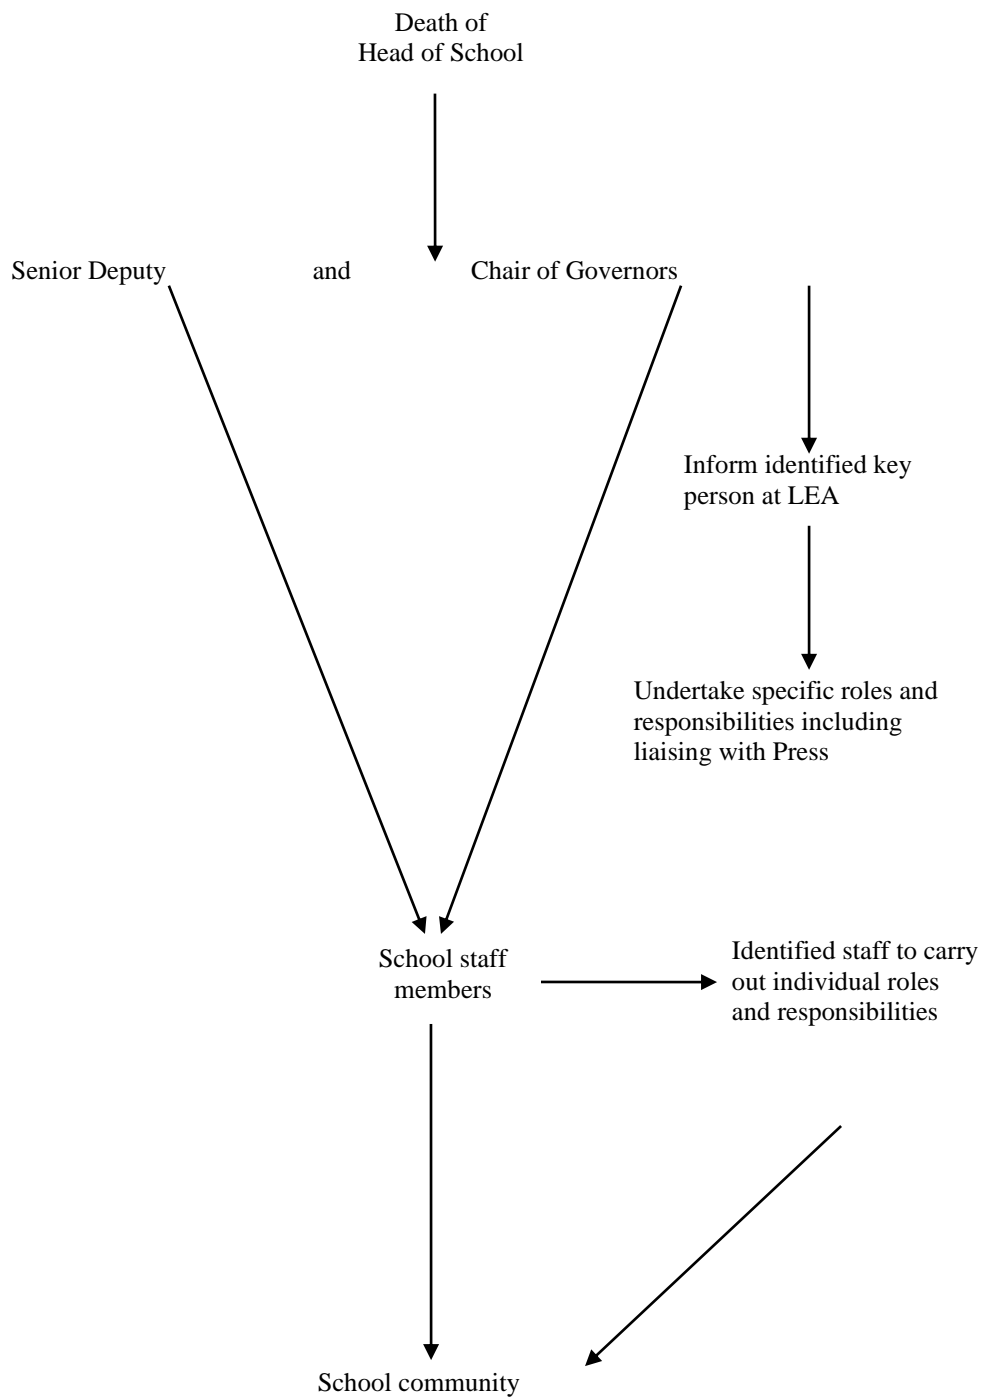 Death of
Head of School
Senior Deputy and Chair of Governors
Inform identified key
person at LEA
Undertake specific roles and
responsibilities including
liaising with Press
School staff
members
Identified staff to carry
out individual roles
and responsibilities
School community